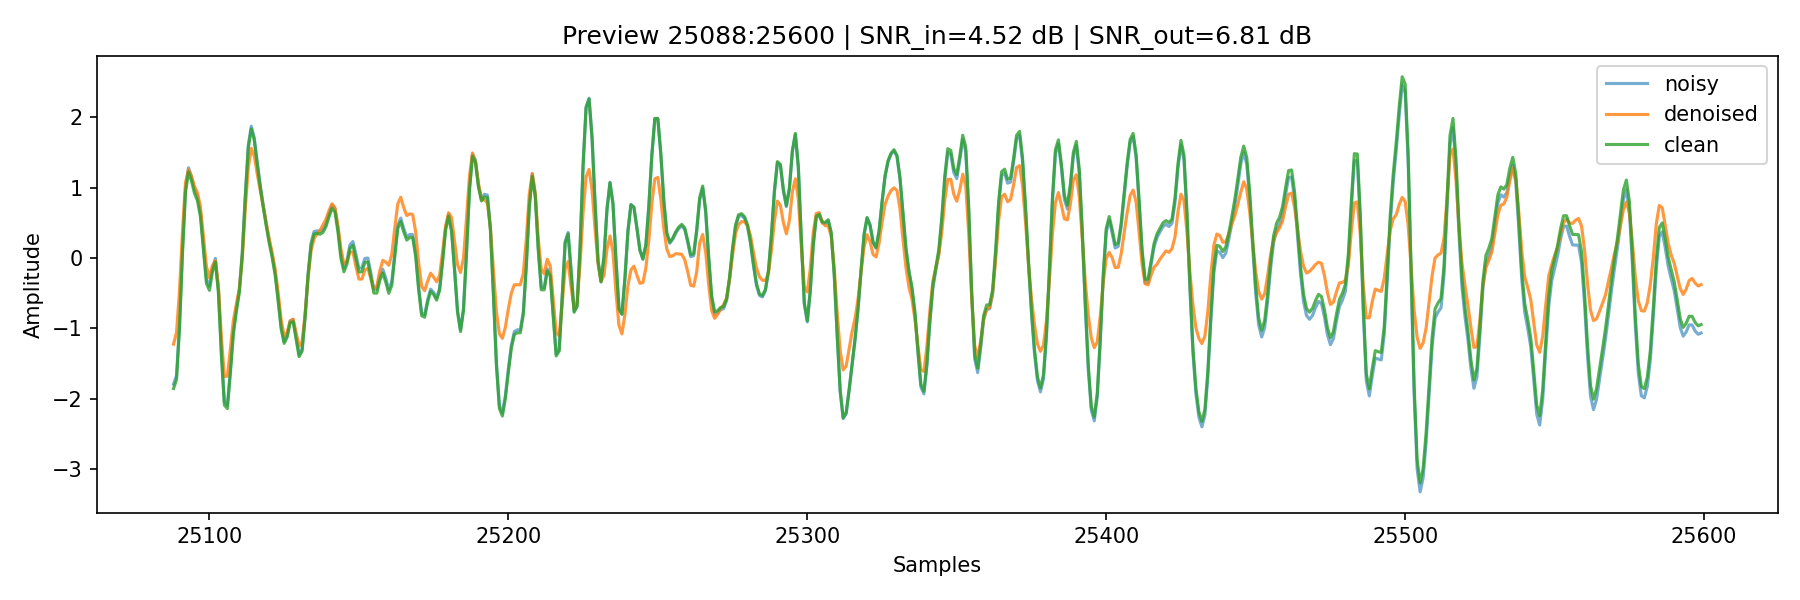 Preview 25088:25600 | SNR_in=4.52 dB | SNR_out=6.81 dB
noisy
denoised
clean
2
1
0
−1
−2
−3
Amplitude
25100 25200 25300 25400 25500 25600
Samples